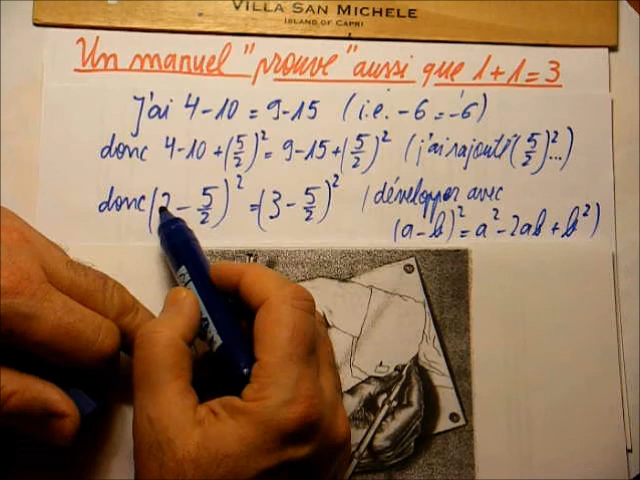 VILLA SAN MICHELE
ISLAND OF CAPRI
Un manuel "prouve" aussi que 1+1=3
J'ai 4-10 = 9-15 (i.e. -6 = -6)
donc 4-10+(5/2)² = 9-15+(5/2)² (j'ai rajouté (5/2)²...)
donc (2 - 5/2)² = (3 - 5/2)² (développer avec
(a-b)² = a² - 2ab + b²)